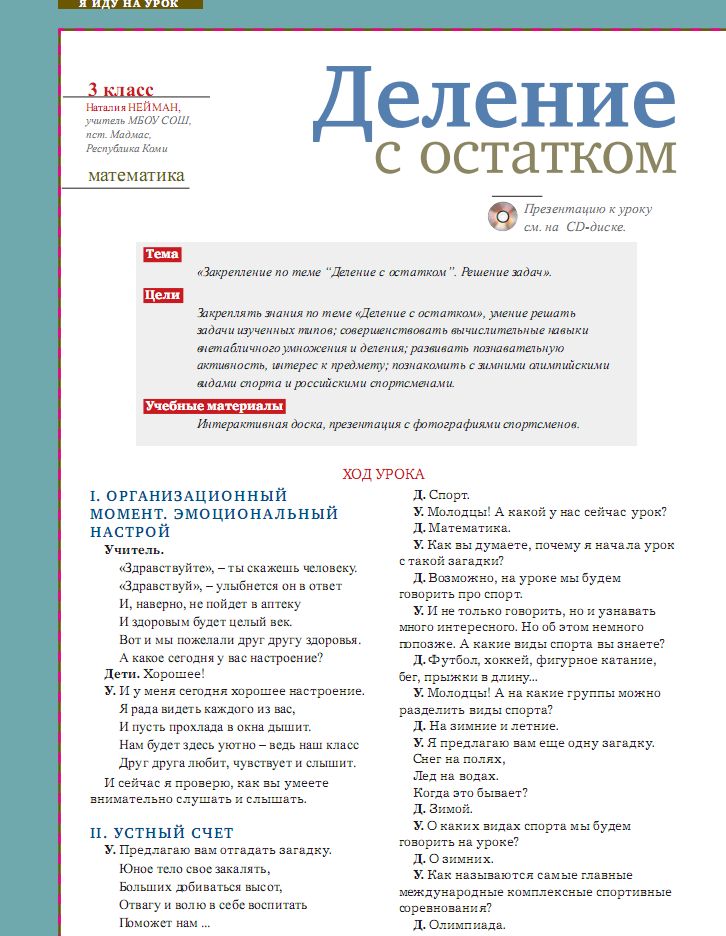 Я ИДУ НА УРОК
3 класс
Наталия НЕЙМАН,
учитель МБОУ СОШ,
пст. Мадмас,
Республика Коми
математика
Деление
с остатком
Презентацию к уроку
см. на CD-диске.
Тема
«Закрепление по теме “Деление с остатком”. Решение задач».
Цели
Закреплять знания по теме «Деление с остатком», умение решать
задачи изученных типов; совершенствовать вычислительные навыки
внетабличного умножения и деления; развивать познавательную
активность, интерес к предмету; познакомить с зимними олимпийскими
видами спорта и российскими спортсменами.
Учебные материалы
Интерактивная доска, презентация с фотографиями спортсменов.
ХОД УРОКА
I. ОРГАНИЗАЦИОННЫЙ
МОМЕНТ. ЭМОЦИОНАЛЬНЫЙ
НАСТРОЙ
Учитель.
«Здравствуйте», – ты скажешь человеку.
«Здравствуй», – улыбнется он в ответ
И, наверно, не пойдет в аптеку
И здоровым будет целый век.
Вот и мы пожелали друг другу здоровья.
А какое сегодня у вас настроение?
Дети. Хорошее!
У. И у меня сегодня хорошее настроение.
Я рада видеть каждого из вас,
И пусть прохлада в окна дышит.
Нам будет здесь уютно – ведь наш класс
Друг друга любит, чувствует и слышит.
И сейчас я проверю, как вы умеете
внимательно слушать и слышать.
II. УСТНЫЙ СЧЕТ
У. Предлагаю вам отгадать загадку.
Юное тело свое закалять,
Больших добиваться высот,
Отвагу и волю в себе воспитать
Поможет нам ...
Д. Спорт.
У. Молодцы! А какой у нас сейчас урок?
Д. Математика.
У. Как вы думаете, почему я начала урок
с такой загадки?
Д. Возможно, на уроке мы будем
говорить про спорт.
У. И не только говорить, но и узнавать
много интересного. Но об этом немного
попозже. А какие виды спорта вы знаете?
Д. Футбол, хоккей, фигурное катание,
бег, прыжки в длину...
У. Молодцы! А на какие группы можно
разделить виды спорта?
Д. На зимние и летние.
У. Я предлагаю вам еще одну загадку.
Снег на полях,
Лед на водах.
Когда это бывает?
Д. Зимой.
У. О каких видах спорта мы будем
говорить на уроке?
Д. О зимних.
У. Как называются самые главные
международные комплексные спортивные
соревнования?
Д. Олимпиада.